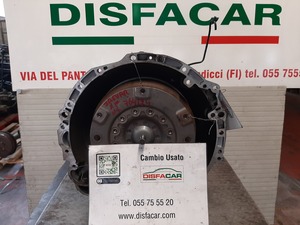 DISFACAR
VIA DEL PANT
dicci (FI) tel. 055 755
Cambio Usato
DISFACAR
Tel. 055 75 55 20
www.disfacar.com